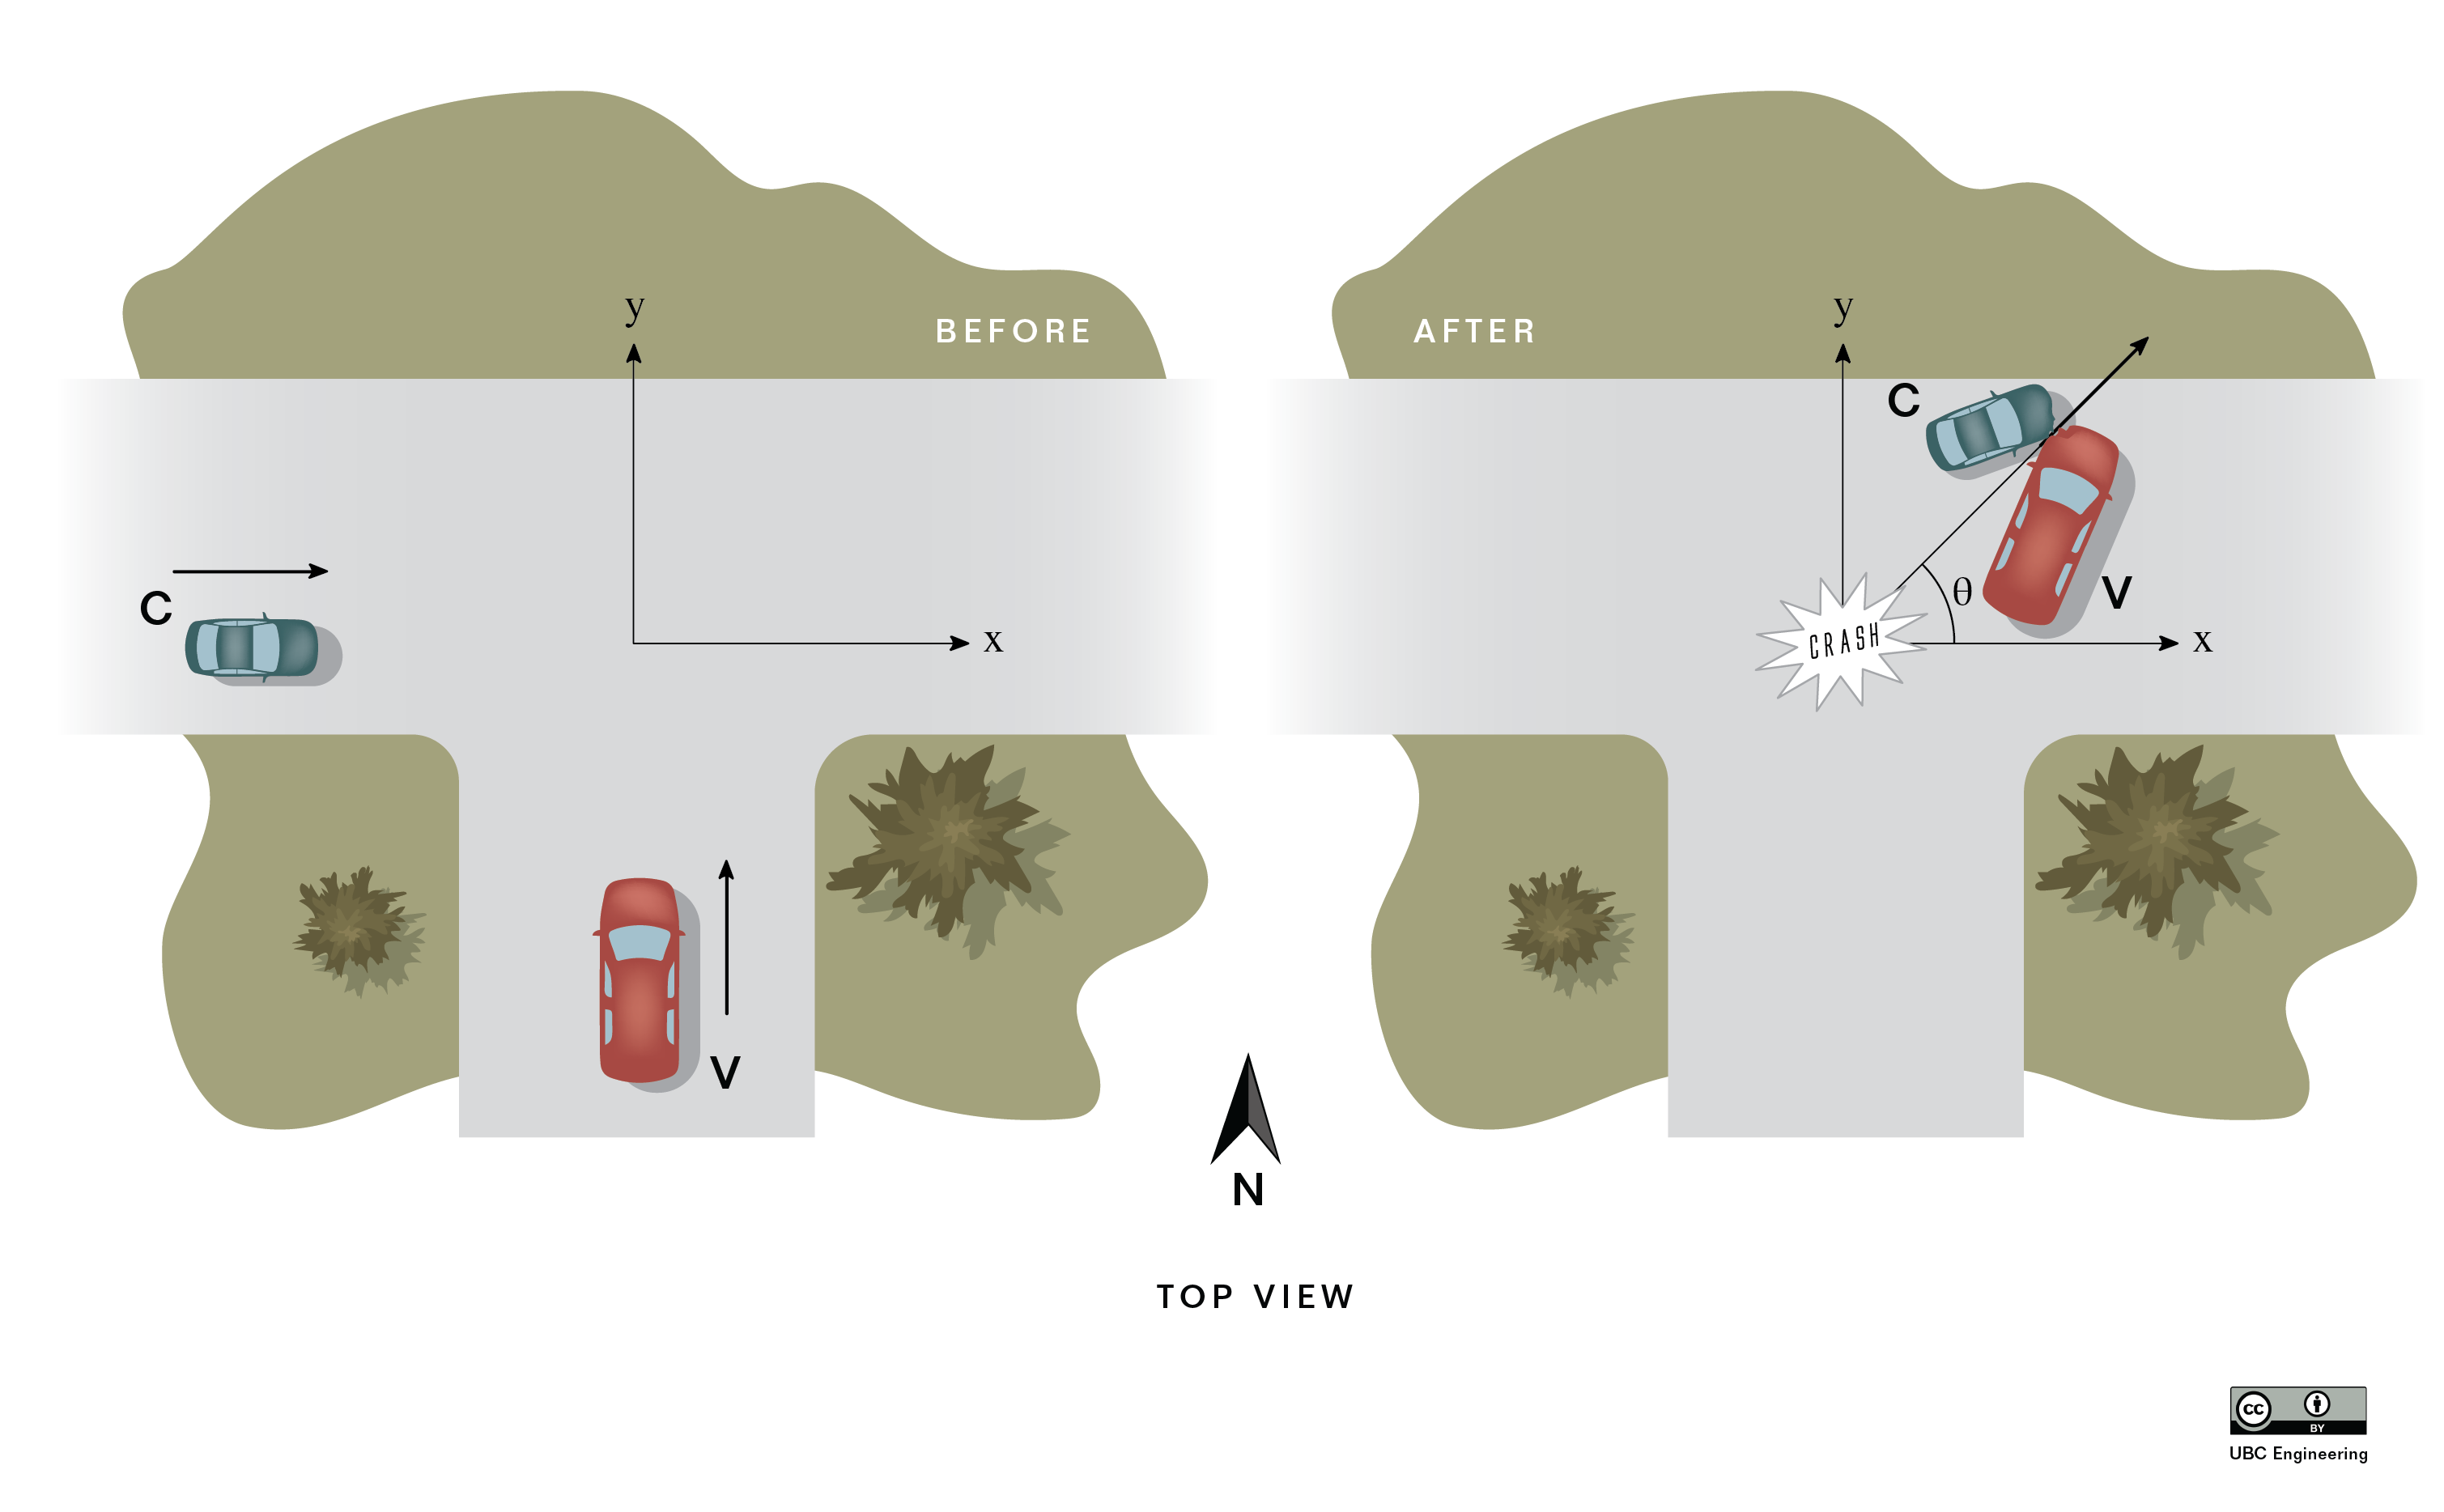 y
BEFORE
x
C
V
y
AFTER
C
θ
V
CRASH
x
N
TOP VIEW
cc
BY
UBC Engineering